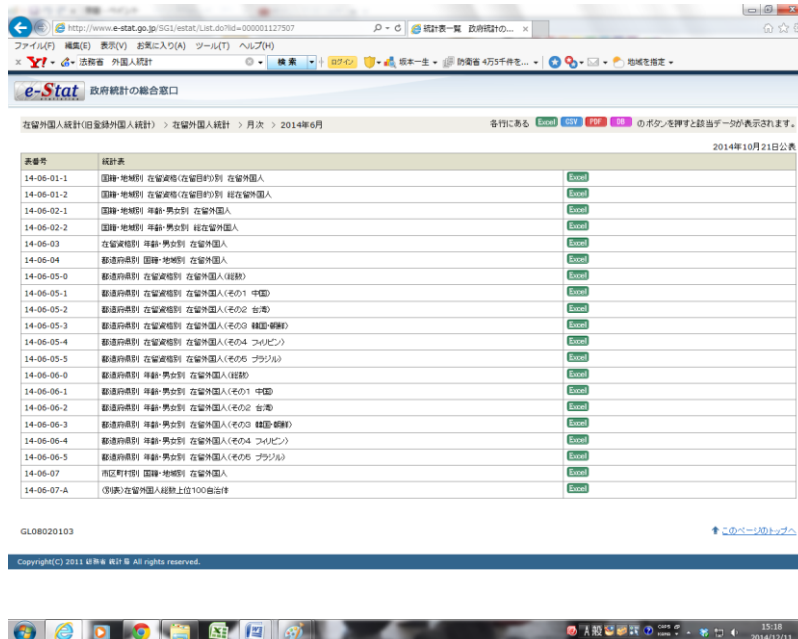 http://www.e-stat.go.jp/SG1/estat/List.do?lid=000001127507
統計表一覧 政府統計の... ×
ファイル(F) 編集(E) 表示(V) お気に入り(A) ツール(T) ヘルプ(H)
× Y! 法務省 外国人統計 検索 ログイン 坂本一生 防衛省 4万5千件を... 地域を指定
e-Stat 政府統計の総合窓口
在留外国人統計(旧登録外国人統計) > 在留外国人統計 > 月次 > 2014年6月 各行にある Excel CSV PDF DB のボタンを押すと該当データが表示されます。
2014年10月21日公表
表番号 統計表
14-06-01-1 国籍・地域別 在留資格(在留目的)別 在留外国人 Excel
14-06-01-2 国籍・地域別 在留資格(在留目的)別 総在留外国人 Excel
14-06-02-1 国籍・地域別 年齢・男女別 在留外国人 Excel
14-06-02-2 国籍・地域別 年齢・男女別 総在留外国人 Excel
14-06-03 在留資格別 年齢・男女別 在留外国人 Excel
14-06-04 都道府県別 国籍・地域別 在留外国人 Excel
14-06-05-0 都道府県別 在留資格別 在留外国人(総数) Excel
14-06-05-1 都道府県別 在留資格別 在留外国人(その1 中国) Excel
14-06-05-2 都道府県別 在留資格別 在留外国人(その2 台湾) Excel
14-06-05-3 都道府県別 在留資格別 在留外国人(その3 韓国・朝鮮) Excel
14-06-05-4 都道府県別 在留資格別 在留外国人(その4 フィリピン) Excel
14-06-05-5 都道府県別 在留資格別 在留外国人(その5 ブラジル) Excel
14-06-06-0 都道府県別 年齢・男女別 在留外国人(総数) Excel
14-06-06-1 都道府県別 年齢・男女別 在留外国人(その1 中国) Excel
14-06-06-2 都道府県別 年齢・男女別 在留外国人(その2 台湾) Excel
14-06-06-3 都道府県別 年齢・男女別 在留外国人(その3 韓国・朝鮮) Excel
14-06-06-4 都道府県別 年齢・男女別 在留外国人(その4 フィリピン) Excel
14-06-06-5 都道府県別 年齢・男女別 在留外国人(その5 ブラジル) Excel
14-06-07 市区町村別 国籍・地域別 在留外国人 Excel
14-06-07-A (別表)在留外国人総数上位100自治体 Excel
GL08020103 このページのトップへ
Copyright(C) 2011 総務省 統計局 All rights reserved.
A 般 CAPS KANA 15:18
2014/12/11